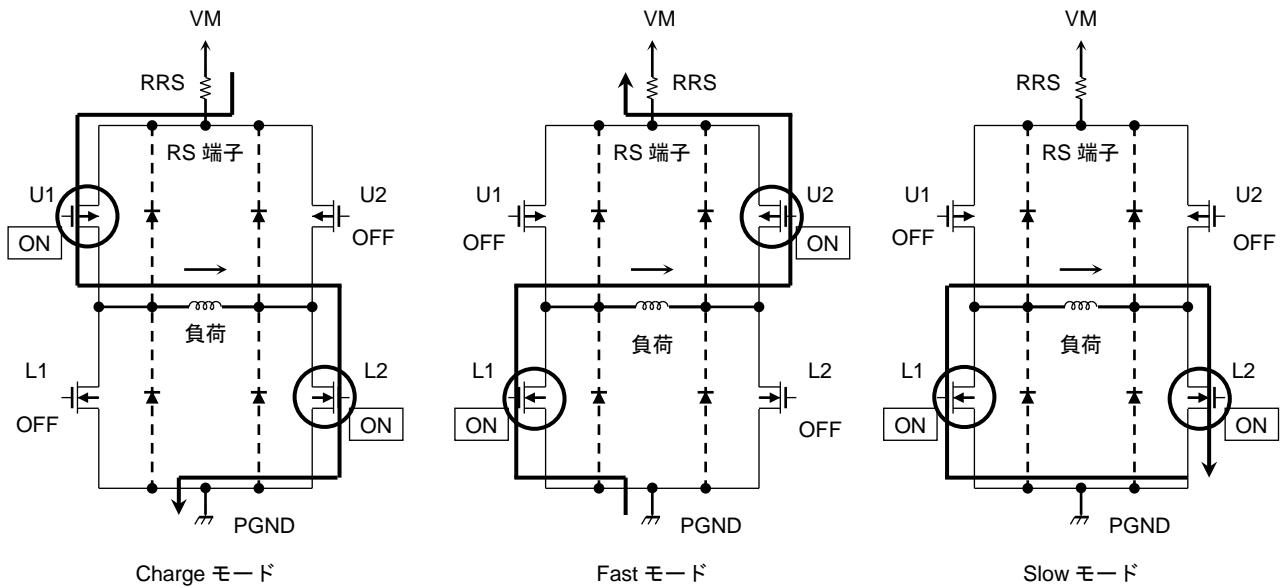 VM
RRS
RS 端子
U1
ON
U2
OFF
負荷
L1
OFF
L2
ON
PGND
Charge モード
VM
RRS
RS 端子
U1
OFF
U2
ON
負荷
L1
ON
L2
OFF
PGND
Fast モード
VM
RRS
RS 端子
U1
OFF
U2
OFF
負荷
L1
ON
L2
ON
PGND
Slow モード